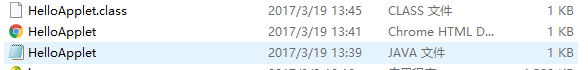 HelloApplet.class 2017/3/19 13:45 CLASS 文件 1 KB
HelloApplet 2017/3/19 13:41 Chrome HTML D... 1 KB
HelloApplet 2017/3/19 13:39 JAVA 文件 1 KB